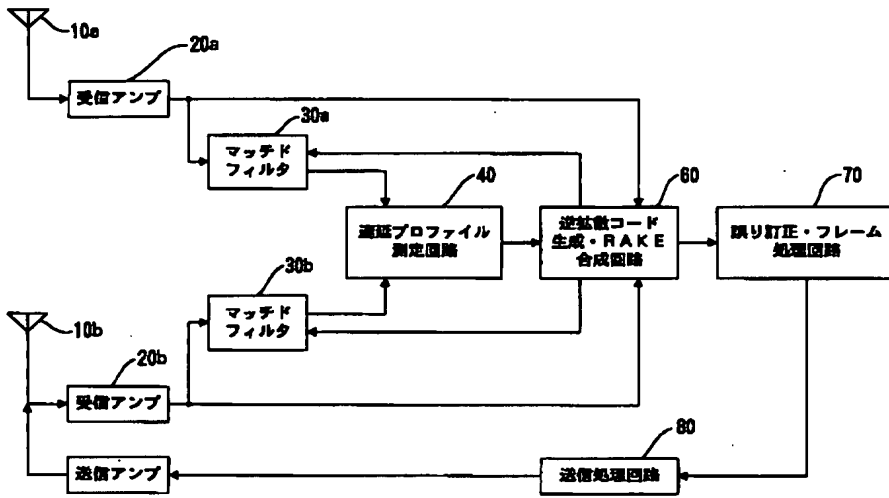 10a
20a
受信アンプ
30a
マッチド
フィルタ
40
遅延プロファイル
測定回路
60
逆拡散コード
生成・RAKE
合成回路
70
誤り訂正・フレーム
処理回路
30b
マッチド
フィルタ
10b
20b
受信アンプ
80
送信アンプ
送信処理回路